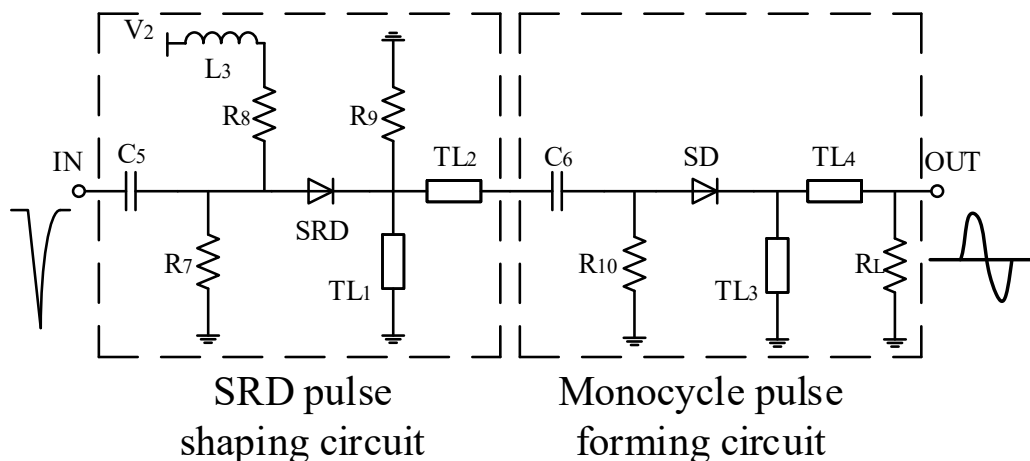 V2
L3
R8
R9
IN
C5
TL2
C6
SD
TL4
OUT
SRD
R7
TL1
R10
TL3
RL
SRD pulse
shaping circuit
Monocycle pulse
forming circuit